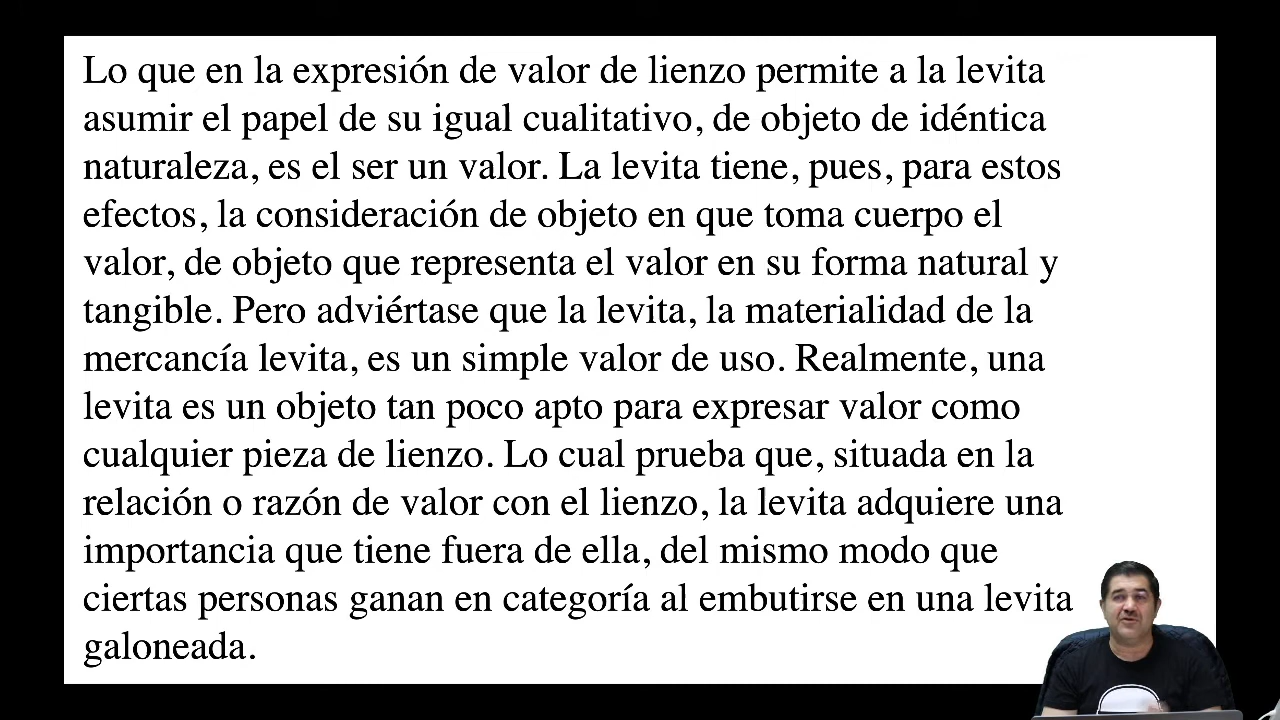 Lo que en la expresión de valor de lienzo permite a la levita
asumir el papel de su igual cualitativo, de objeto de idéntica
naturaleza, es el ser un valor. La levita tiene, pues, para estos
efectos, la consideración de objeto en que toma cuerpo el
valor, de objeto que representa el valor en su forma natural y
tangible. Pero adviértase que la levita, la materialidad de la
mercancía levita, es un simple valor de uso. Realmente, una
levita es un objeto tan poco apto para expresar valor como
cualquier pieza de lienzo. Lo cual prueba que, situada en la
relación o razón de valor con el lienzo, la levita adquiere una
importancia que tiene fuera de ella, del mismo modo que
ciertas personas ganan en categoría al embutirse en una levita
galoneada.